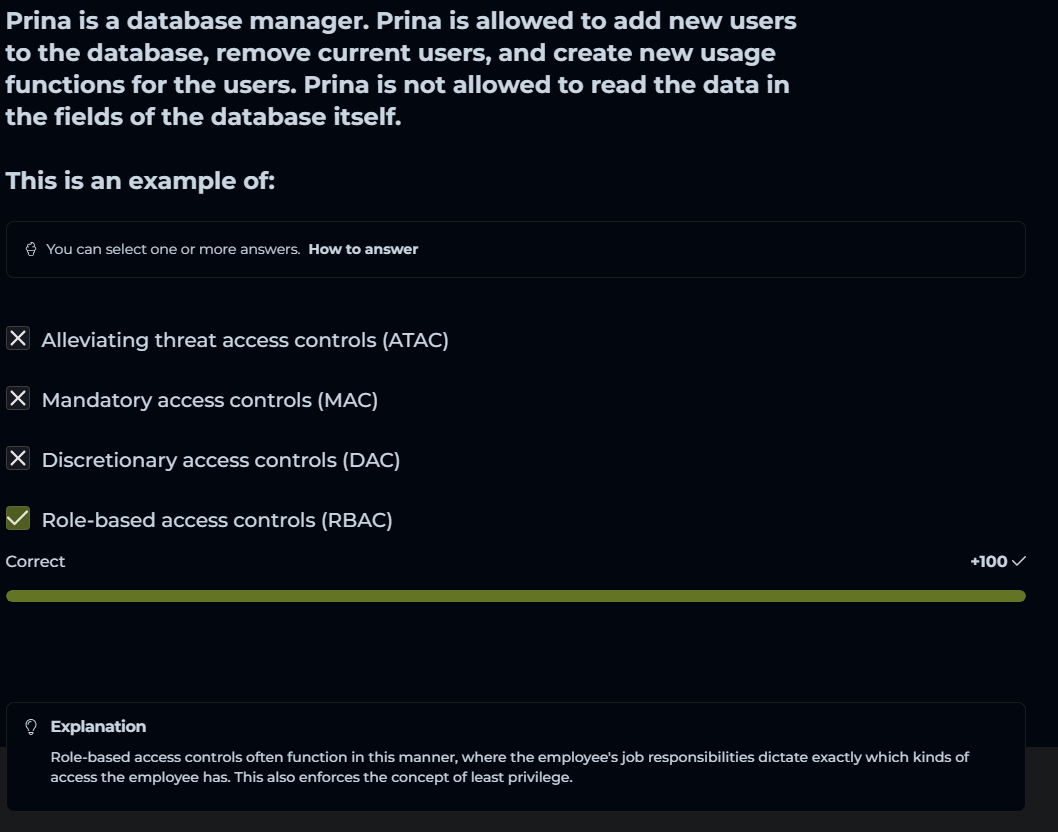 Prina is a database manager. Prina is allowed to add new users
to the database, remove current users, and create new usage
functions for the users. Prina is not allowed to read the data in
the fields of the database itself.
This is an example of:
You can select one or more answers. How to answer
Alleviating threat access controls (ATAC)
Mandatory access controls (MAC)
Discretionary access controls (DAC)
Role-based access controls (RBAC)
Correct +100
Explanation
Role-based access controls often function in this manner, where the employee's job responsibilities dictate exactly which kinds of
access the employee has. This also enforces the concept of least privilege.